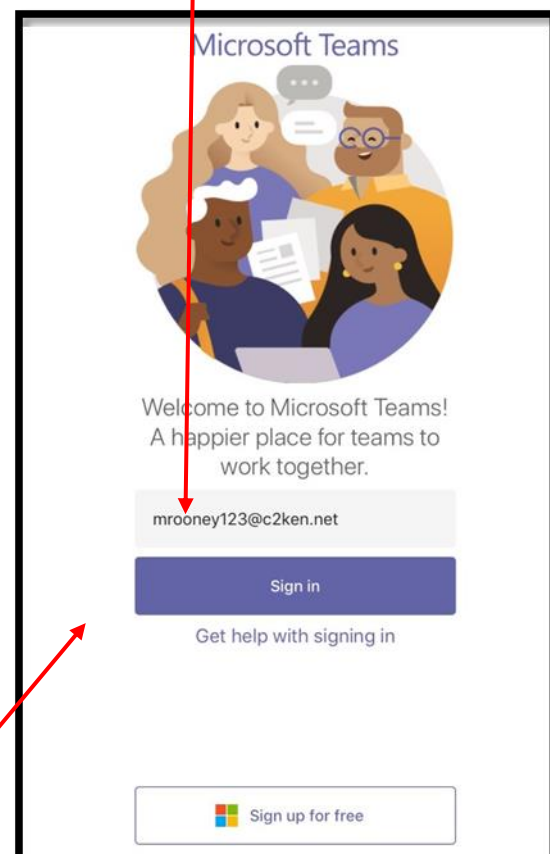 Microsoft Teams
Welcome to Microsoft Teams!
A happier place for teams to
work together.
mrooney123@c2ken.net
Sign in
Get help with signing in
Sign up for free